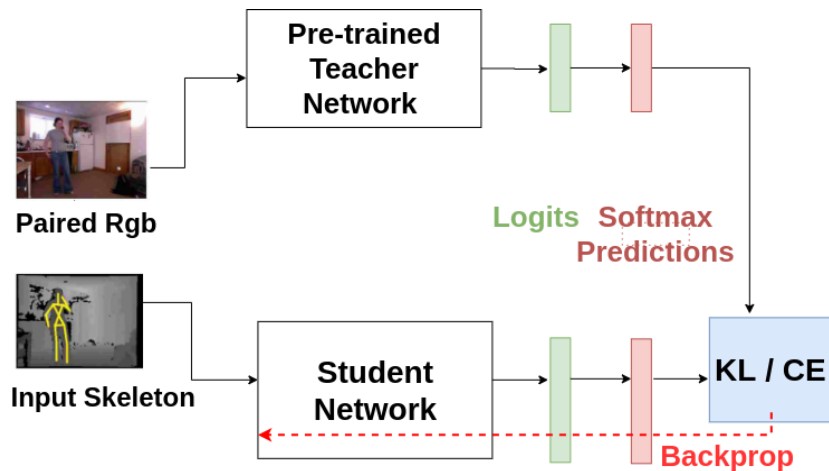 Pre-trained
Teacher
Network
Paired Rgb
Logits
Softmax
Predictions
Input Skeleton
Student
Network
KL / CE
Backprop